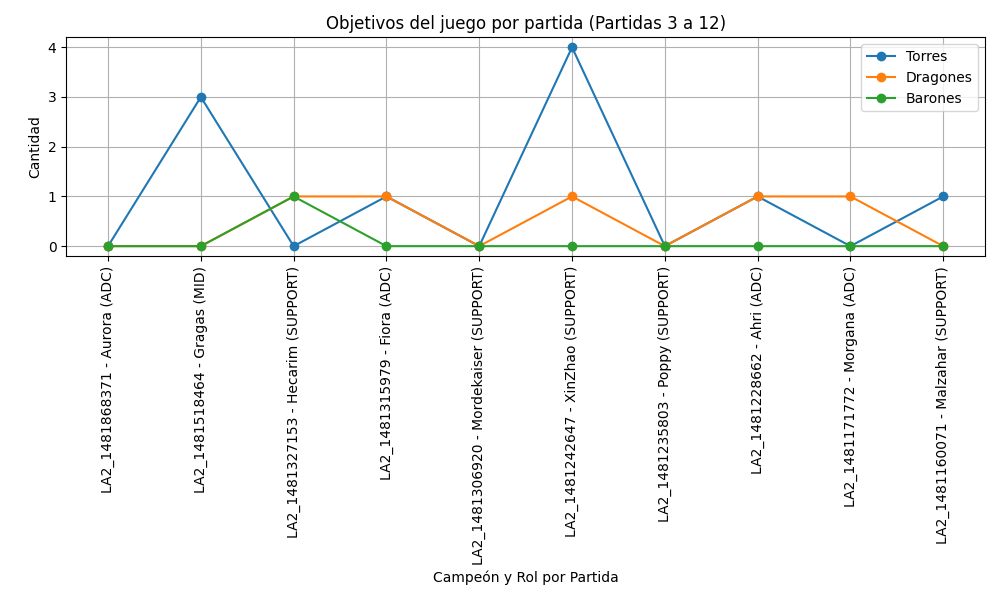 Objetivos del juego por partida (Partidas 3 a 12)
Torres
Dragones
Barones
Cantidad
4
3
2
1
0
LA2_1481868371 - Aurora (ADC)
LA2_1481518464 - Gragas (MID)
LA2_1481327153 - Hecarim (SUPPORT)
LA2_1481315979 - Fiora (ADC)
LA2_1481306920 - Mordekaiser (SUPPORT)
LA2_1481242647 - XinZhao (SUPPORT)
LA2_1481235803 - Poppy (SUPPORT)
LA2_1481228662 - Ahri (ADC)
LA2_1481171772 - Morgana (ADC)
LA2_1481160071 - Malzahar (SUPPORT)
Campeón y Rol por Partida